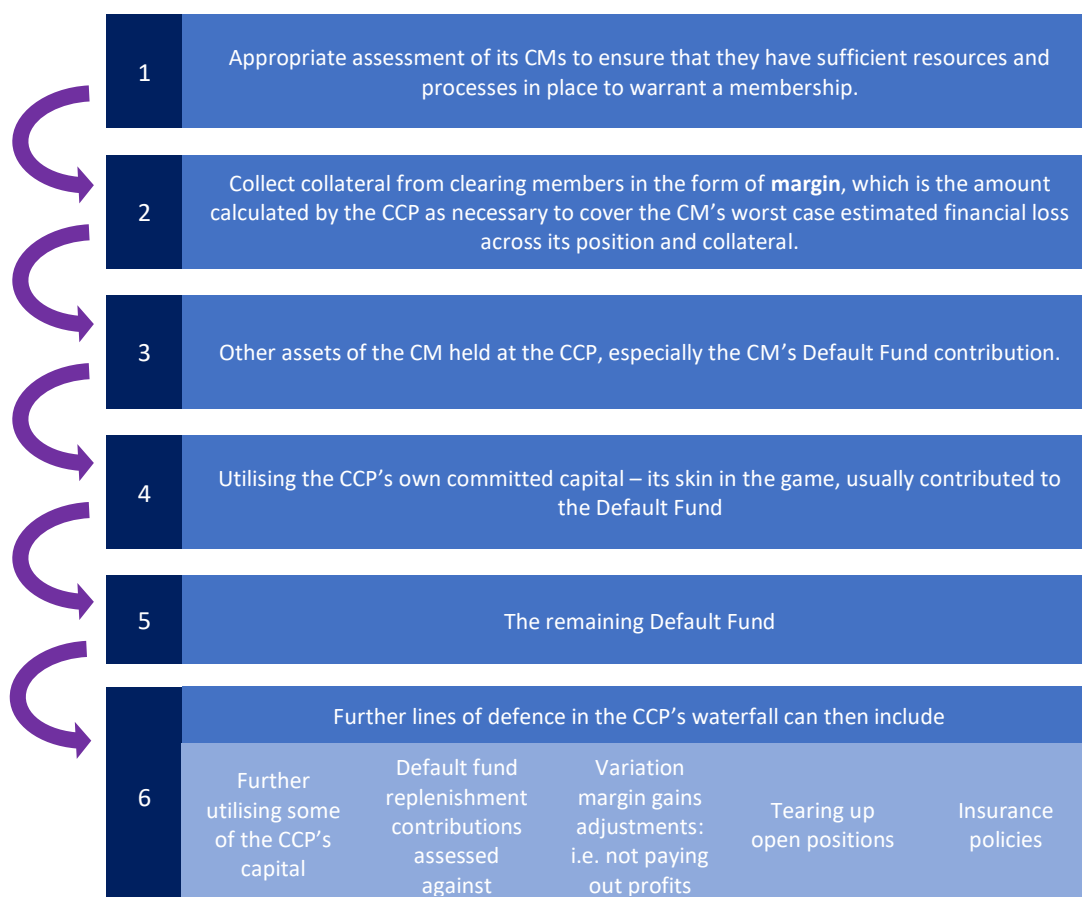 1
Appropriate assessment of its CMs to ensure that they have sufficient resources and
processes in place to warrant a membership.
2
Collect collateral from clearing members in the form of margin, which is the amount
calculated by the CCP as necessary to cover the CM’s worst case estimated financial loss
across its position and collateral.
3
Other assets of the CM held at the CCP, especially the CM’s Default Fund contribution.
4
Utilising the CCP’s own committed capital – its skin in the game, usually contributed to
the Default Fund
5
The remaining Default Fund
6
Further lines of defence in the CCP’s waterfall can then include
Further
utilising some
of the CCP’s
capital
Default fund
replenishment
contributions
assessed
against
Variation
margin gains
adjustments:
i.e. not paying
out profits
Tearing up
open positions
Insurance
policies